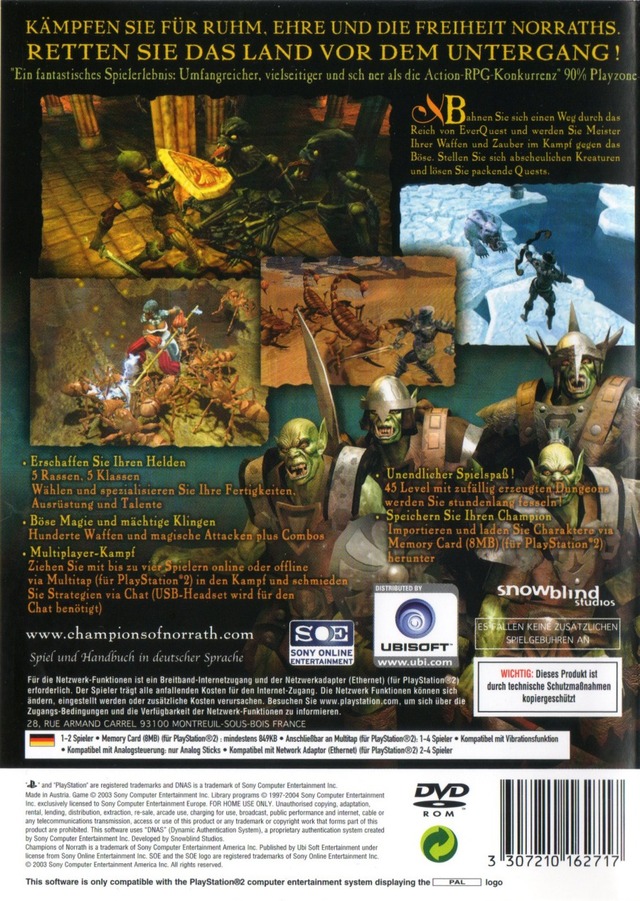 KÄMPFEN SIE FÜR RUHM, EHRE UND DIE FREIHEIT NORRATHS.
RETTEN SIE DAS LAND VOR DEM UNTERGANG!
"Ein fantastisches Spielerlebnis: Umfangreicher, vielseitiger und sch ner als die Action-RPG-Konkurrenz" 90% Playzone
Bahnen Sie sich einen Weg durch das
Reich von EverQuest und werden Sie Meister
Ihrer Waffen und Zauber im Kampf gegen das
Böse. Stellen Sie sich abscheulichen Kreaturen
und lösen Sie packende Quests.
• Erschaffen Sie Ihren Helden
5 Rassen, 5 Klassen
Wählen und spezialisieren Sie Ihre Fertigkeiten,
Ausrüstung und Talente
• Böse Magie und mächtige Klingen
Hunderte Waffen und magische Attacken plus Combos
• Multiplayer-Kampf
Ziehen Sie mit bis zu vier Spielern online oder offline
via Multitap (für PlayStation®2) in den Kampf und schmieden
Sie Strategien via Chat (USB-Headset wird für den
Chat benötigt)
• Unendlicher Spielspaß!
45 Level mit zufällig erzeugten Dungeons
werden Sie stundenlang fesseln!
• Speichern Sie Ihren Champion
Importieren und laden Sie Charaktere via
Memory Card (8MB) (für PlayStation®2)
herunter
www.championsofnorrath.com
Spiel und Handbuch in deutscher Sprache
SOE
SONY ONLINE
ENTERTAINMENT
DISTRIBUTED BY
UBISOFT™
www.ubi.com
snowblind
studios
ES FALLEN KEINE ZUSÄTZLICHEN
SPIELGEBÜHREN AN
WICHTIG: Dieses Produkt ist
durch technische Schutzmaßnahmen
kopiergeschützt
Für die Netzwerk-Funktionen ist ein Breitband-Internetzugang und der Netzwerkadapter (Ethernet) (für PlayStation®2)
erforderlich. Der Spieler trägt alle anfallenden Kosten für den Internet-Zugang. Die Netzwerk Funktionen können sich
ändern, eingestellt werden oder zusätzliche Kosten verursachen. Besuchen Sie www.playstation.com, um sich über die
Zugangs-Bedingungen und die Verfügbarkeit der Netzwerk-Funktionen zu informieren.
28, RUE ARMAND CARREL 93100 MONTREUIL-SOUS-BOIS FRANCE
1-2 Spieler • Memory Card (8MB) (für PlayStation®2) : mindestens 849KB • Anschließbar an Multitap (für PlayStation®2): 1-4 Spieler • Kompatibel mit Vibrationsfunktion
• Kompatibel mit Analogsteuerung: nur Analog Sticks • Kompatibel mit Network Adaptor (Ethernet) (für PlayStation®2) 2-4 Spieler
" " and "PlayStation" are registered trademarks and DNAS is a trademark of Sony Computer Entertainment Inc.
Made in Austria. Game © 2003 Sony Computer Entertainment Inc. Library programs © 1997-2004 Sony Computer Entertainment
Inc. exclusively licensed to Sony Computer Entertainment Europe. FOR HOME USE ONLY. Unauthorised copying, adaptation,
rental, lending, distribution, extraction, re-sale, arcade use, charging for use, broadcast, public performance and internet, cable or
any telecommunications transmission, access or use of this product or any trademark or copyright work that forms part of this
product are prohibited. This software uses "DNAS" (Dynamic Authentication System), a proprietary authentication system created
by Sony Computer Entertainment Inc. Developed by Snowblind Studios.
Champions of Norrath is a trademark of Sony Computer Entertainment America Inc. Published by Ubi Soft Entertainment under
license from Sony Online Entertainment Inc. SOE and the SOE logo are registered trademarks of Sony Online Entertainment Inc.
© 2003 Sony Computer Entertainment America Inc. All rights reserved.
DVD
ROM
3 307210 162717
This software is only compatible with the PlayStation®2 computer entertainment system displaying the PAL logo